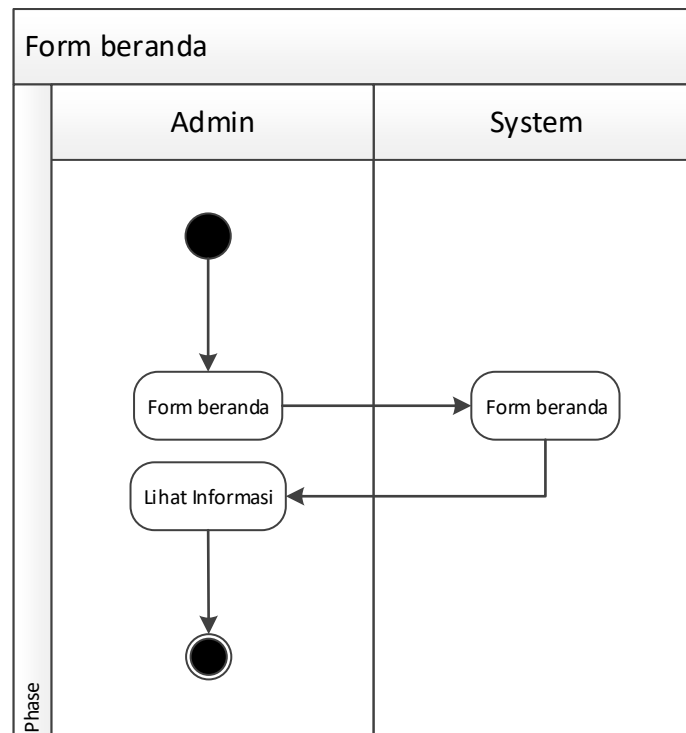 Form beranda
Admin
System
Form beranda
Form beranda
Lihat Informasi
Phase